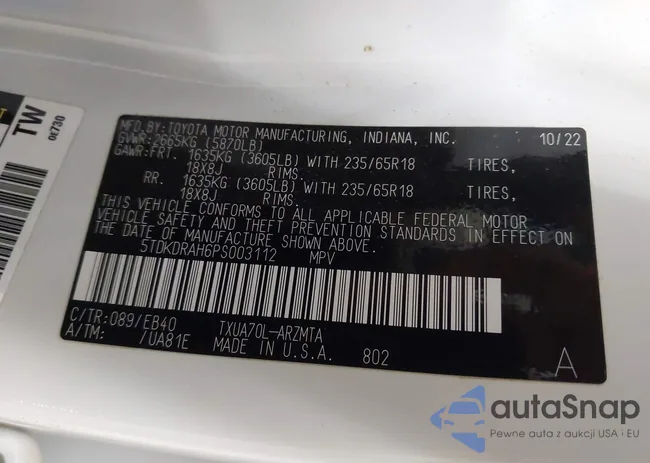 TW
0E730
MFD.BY:TOYOTA MOTOR MANUFACTURING, INDIANA, INC. 10/22
GVWR:2665KG (5870LB)
GAWR:FRT. 1635KG (3605LB) WITH 235/65R18 TIRES,
18X8J RIMS.
RR. 1635KG (3605LB) WITH 235/65R18 TIRES,
18X8J RIMS.
THIS VEHICLE CONFORMS TO ALL APPLICABLE FEDERAL MOTOR
VEHICLE SAFETY AND THEFT PREVENTION STANDARDS IN EFFECT ON
THE DATE OF MANUFACTURE SHOWN ABOVE.
5TDKDRAH6PS003112 MPV
C/TR:089/EB40 TXUA70L-ARZMTA
A/TM: /UA81E MADE IN U.S.A. 802
A
autaSnap
Pewne auta z aukcji USA i EU